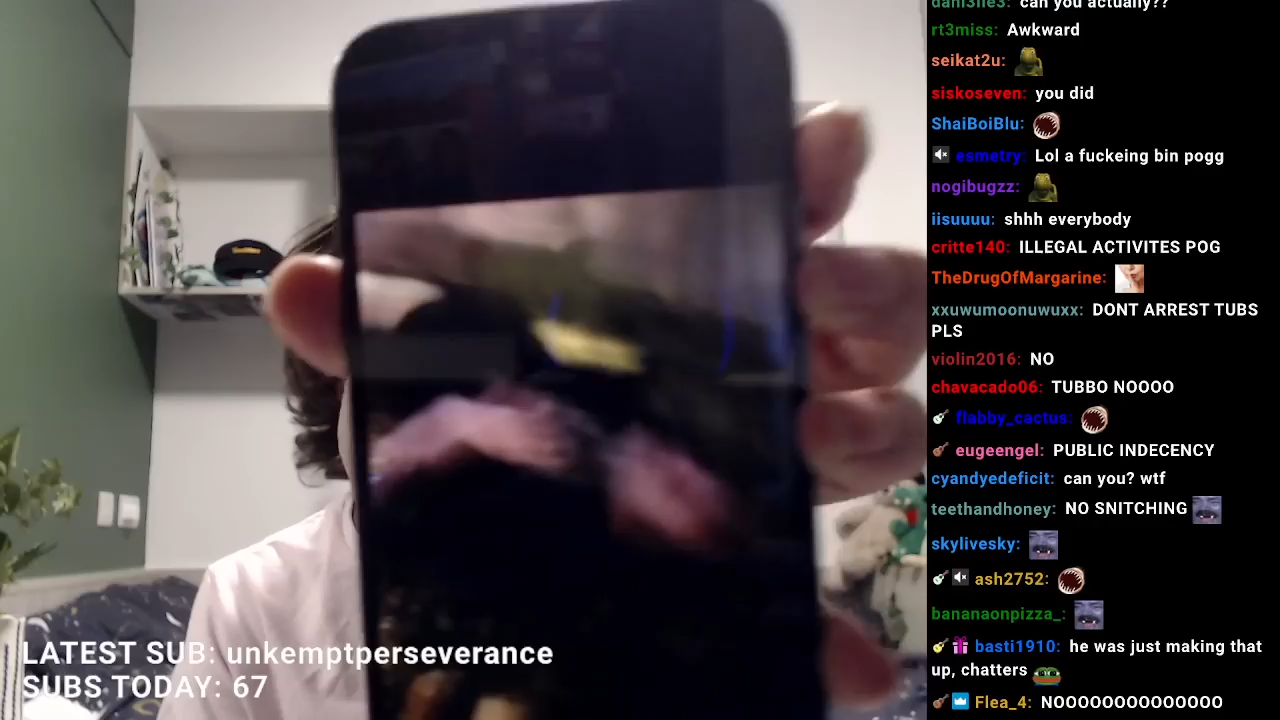 dani3lle3: can you actually??
rt3miss: Awkward
seikat2u:
siskoseven: you did
ShaiBoiBlu:
esmetry: Lol a fuckeing bin pogg
nogibugzz:
iisuuuu: shhh everybody
critte140: ILLEGAL ACTIVITES POG
TheDrugOfMargarine:
xxuwumoonuwuxx: DONT ARREST TUBS
PLS
violin2016: NO
chavacado06: TUBBO NOOOO
flabby_cactus:
eugeengel: PUBLIC INDECENCY
cyandyedeficit: can you? wtf
teethandhoney: NO SNITCHING
skylivesky:
ash2752:
bananaonpizza_:
basti1910: he was just making that
up, chatters
Flea_4: NOOOOOOOOOOOOO
LATEST SUB: unkemptperseverance
SUBS TODAY: 67